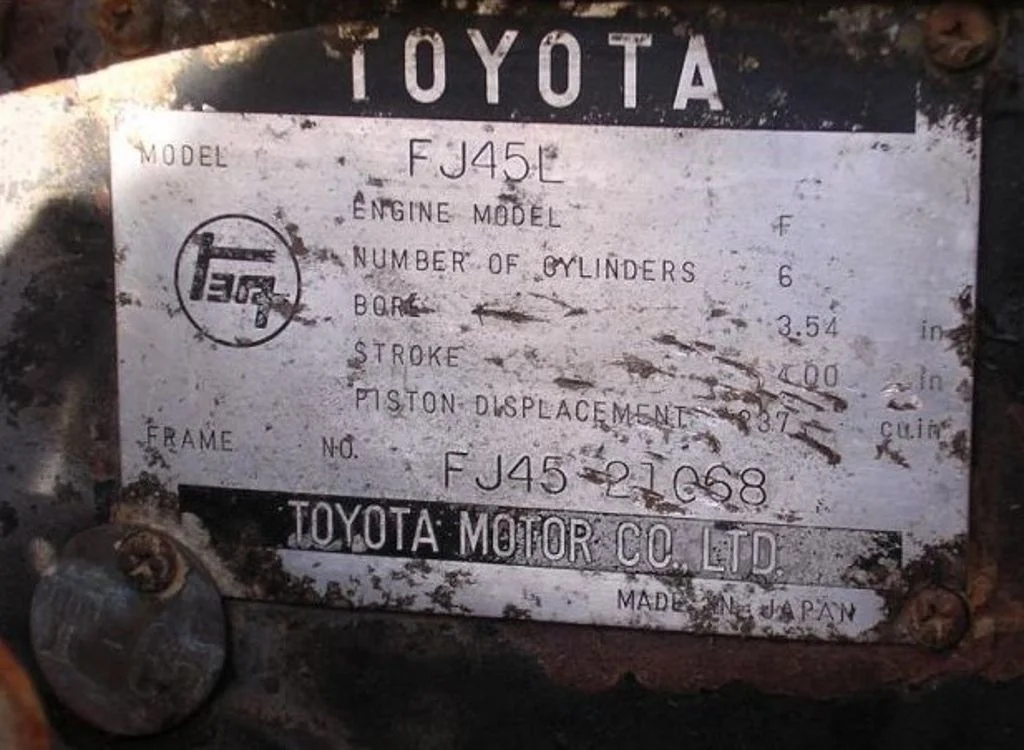 TOYOTA
MODEL FJ45L
ENGINE MODEL F
NUMBER OF CYLINDERS 6
BORE 3.54 in
STROKE 4.00 in
PISTON DISPLACEMENT 237 cu.in
FRAME NO. FJ45-21068
TOYOTA MOTOR CO., LTD.
MADE IN JAPAN